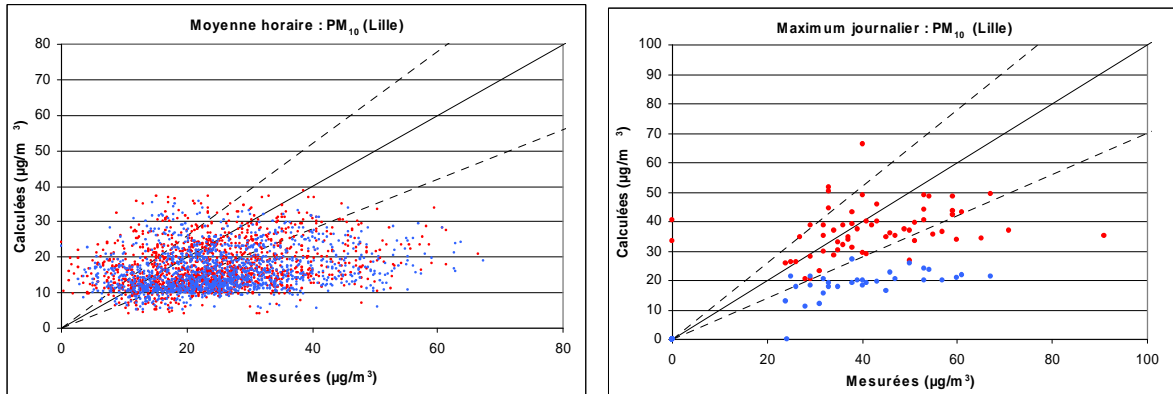 Moyenne horaire : PM10 (Lille)
Calculées (µg/m 3)
80
70
60
50
40
30
20
10
0
0 20 40 60 80
Mesurées (µg/m3)
Maximum journalier : PM10 (Lille)
Calculées (µg/m 3)
100
90
80
70
60
50
40
30
20
10
0
0 20 40 60 80 100
Mesurées (µg/m3)